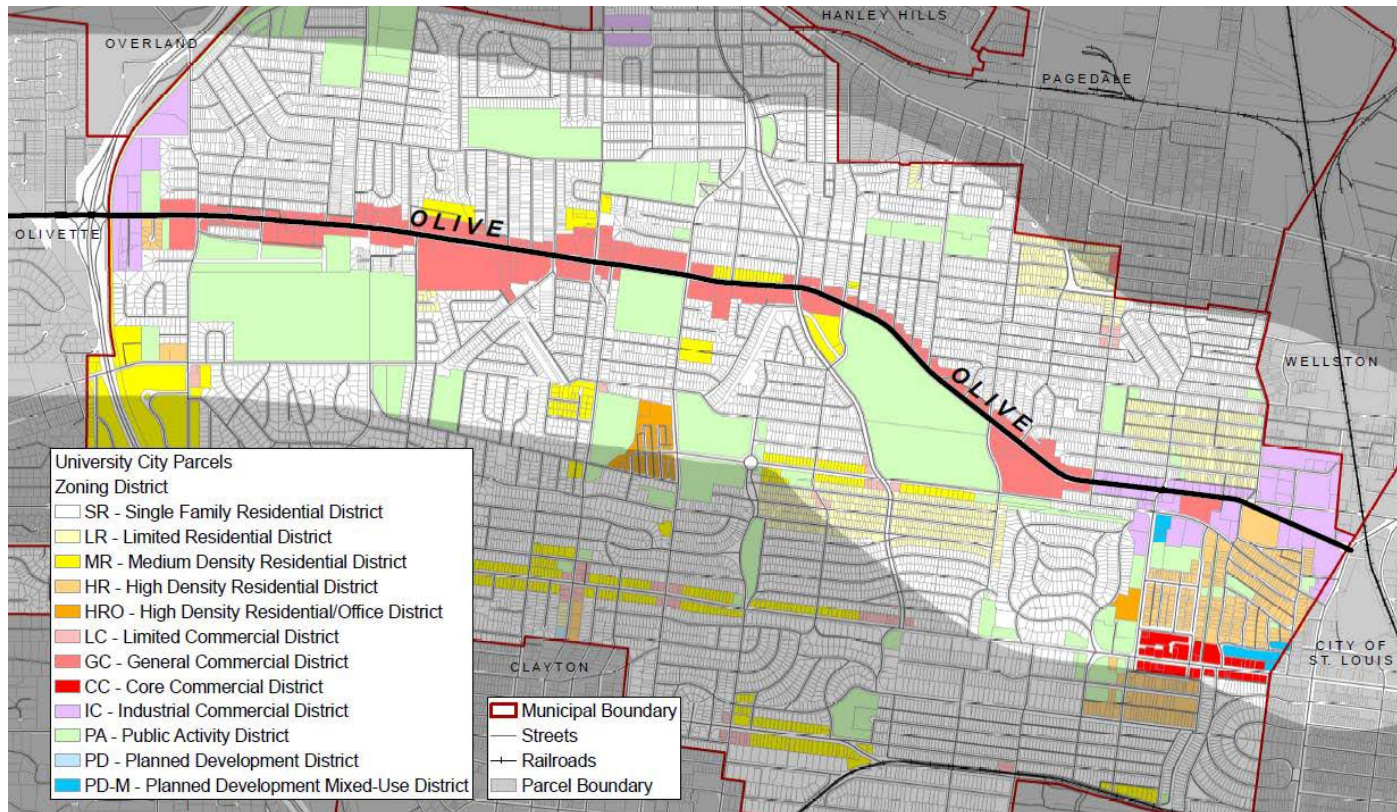 HANLEY HILLS
OVERLAND
PAGEDALE
OLIVE
OLIVETTE
WELLSTON
OLIVE
CITY OF
ST. LOUIS
CLAYTON
University City Parcels
Zoning District
SR - Single Family Residential District
LR - Limited Residential District
MR - Medium Density Residential District
HR - High Density Residential District
HRO - High Density Residential/Office District
LC - Limited Commercial District
GC - General Commercial District
CC - Core Commercial District
IC - Industrial Commercial District
PA - Public Activity District
PD - Planned Development District
PD-M - Planned Development Mixed-Use District
Municipal Boundary
Streets
Railroads
Parcel Boundary